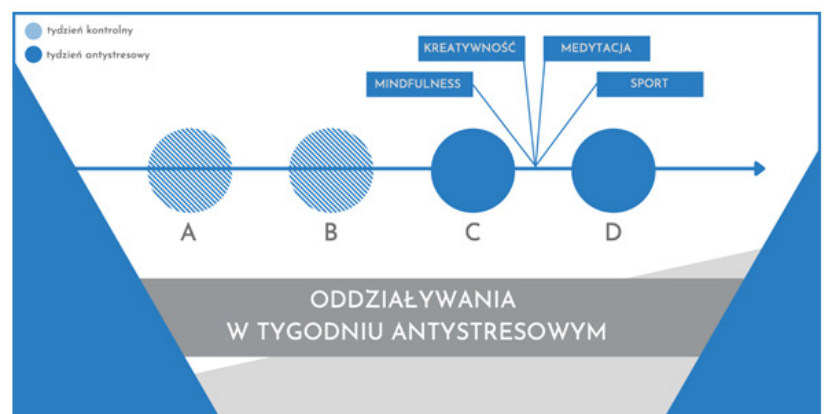 tydzień kontrolny
tydzień antystresowy
KREATYWNOŚĆ
MEDYTACJA
MINDFULNESS
SPORT
A
B
C
D
ODDZIAŁYWANIA
W TYGODNIU ANTYSTRESOWYM